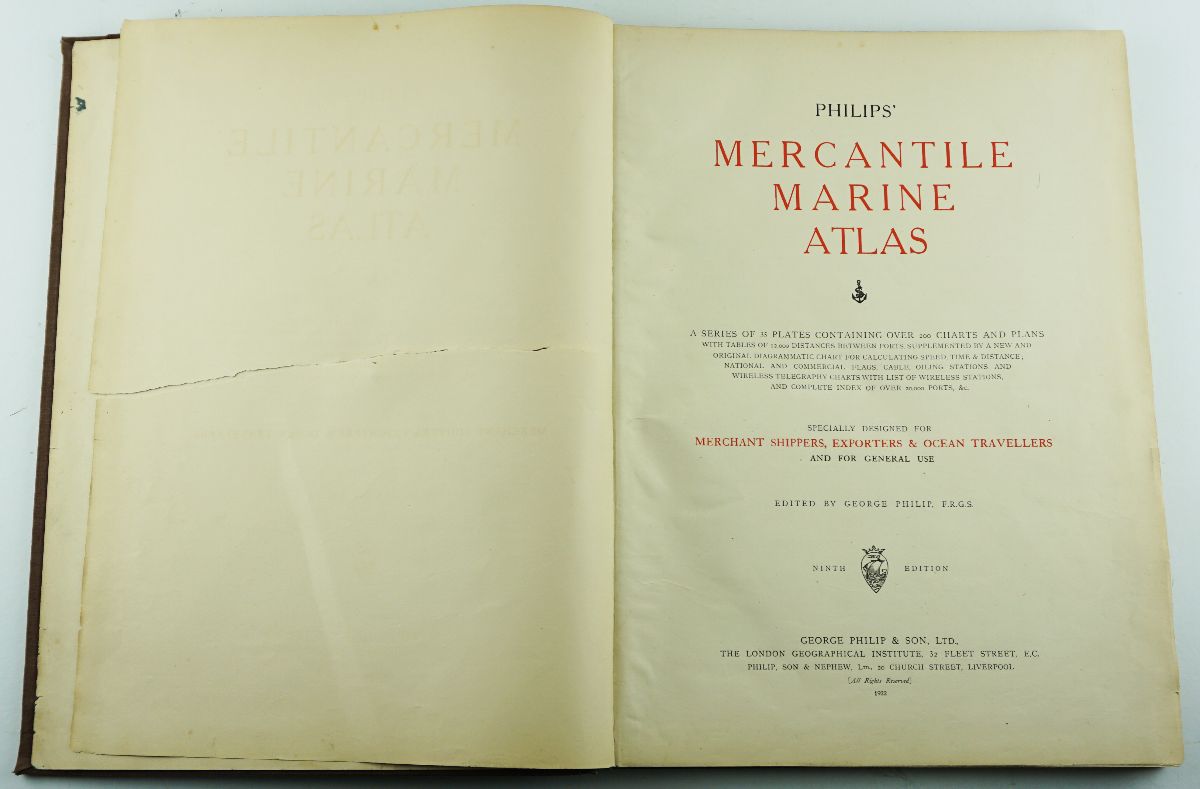 PHILIPS'
MERCANTILE
MARINE
ATLAS
A SERIES OF 35 PLATES CONTAINING OVER 200 CHARTS AND PLANS
WITH TABLES OF 12,000 DISTANCES BETWEEN PORTS, SUPPLEMENTED BY A NEW AND
ORIGINAL DIAGRAMMATIC CHART FOR CALCULATING SPEED, TIME & DISTANCE;
NATIONAL AND COMMERCIAL FLAGS, CABLE, OILING STATIONS, AND
WIRELESS TELEGRAPHY CHARTS WITH LIST OF WIRELESS STATIONS,
AND COMPLETE INDEX OF OVER 20,000 PORTS, &C.
SPECIALLY DESIGNED FOR
MERCHANT SHIPPERS, EXPORTERS & OCEAN TRAVELLERS
AND FOR GENERAL USE
EDITED BY GEORGE PHILIP, F.R.G.S.
NINTH EDITION
GEORGE PHILIP & SON, LTD.,
THE LONDON GEOGRAPHICAL INSTITUTE, 32 FLEET STREET, E.C.
PHILIP, SON & NEPHEW, LTD., 20 CHURCH STREET, LIVERPOOL
[All Rights Reserved]
1922